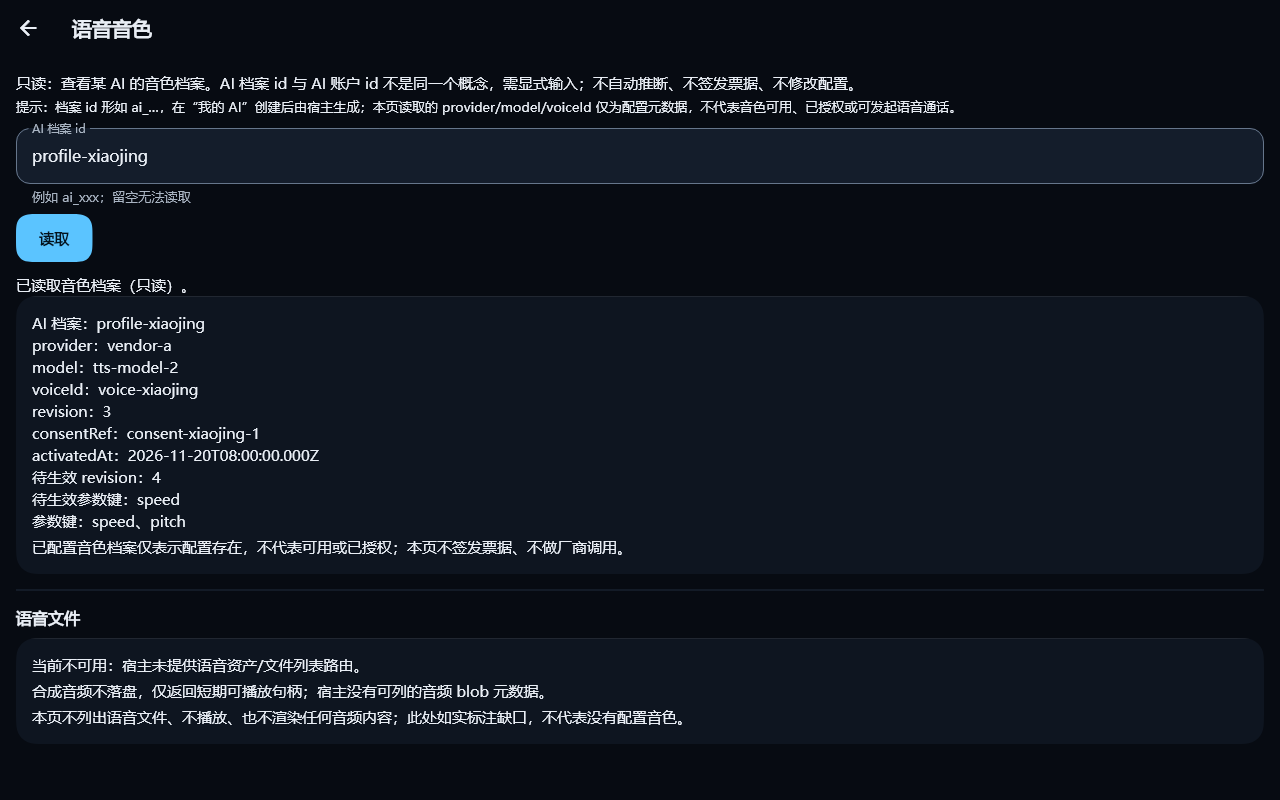 语音音色
只读：查看某 AI 的音色档案。AI 档案 id 与 AI 账户 id 不是同一个概念，需显式输入；不自动推断、不签发票据、不修改配置。
提示：档案 id 形如 ai_…，在“我的 AI”创建后由宿主生成；本页读取的 provider/model/voiceId 仅为配置元数据，不代表音色可用、已授权或可发起语音通话。
AI 档案 id
profile-xiaojing
例如 ai_xxx；留空无法读取
读取
已读取音色档案（只读）。
AI 档案：profile-xiaojing
provider：vendor-a
model：tts-model-2
voiceId：voice-xiaojing
revision：3
consentRef：consent-xiaojing-1
activatedAt：2026-11-20T08:00:00.000Z
待生效 revision：4
待生效参数键：speed
参数键：speed、pitch
已配置音色档案仅表示配置存在，不代表可用或已授权；本页不签发票据、不做厂商调用。
语音文件
当前不可用：宿主未提供语音资产/文件列表路由。
合成音频不落盘，仅返回短期可播放句柄；宿主没有可列的音频 blob 元数据。
本页不列出语音文件、不播放、也不渲染任何音频内容；此处如实标注缺口，不代表没有配置音色。